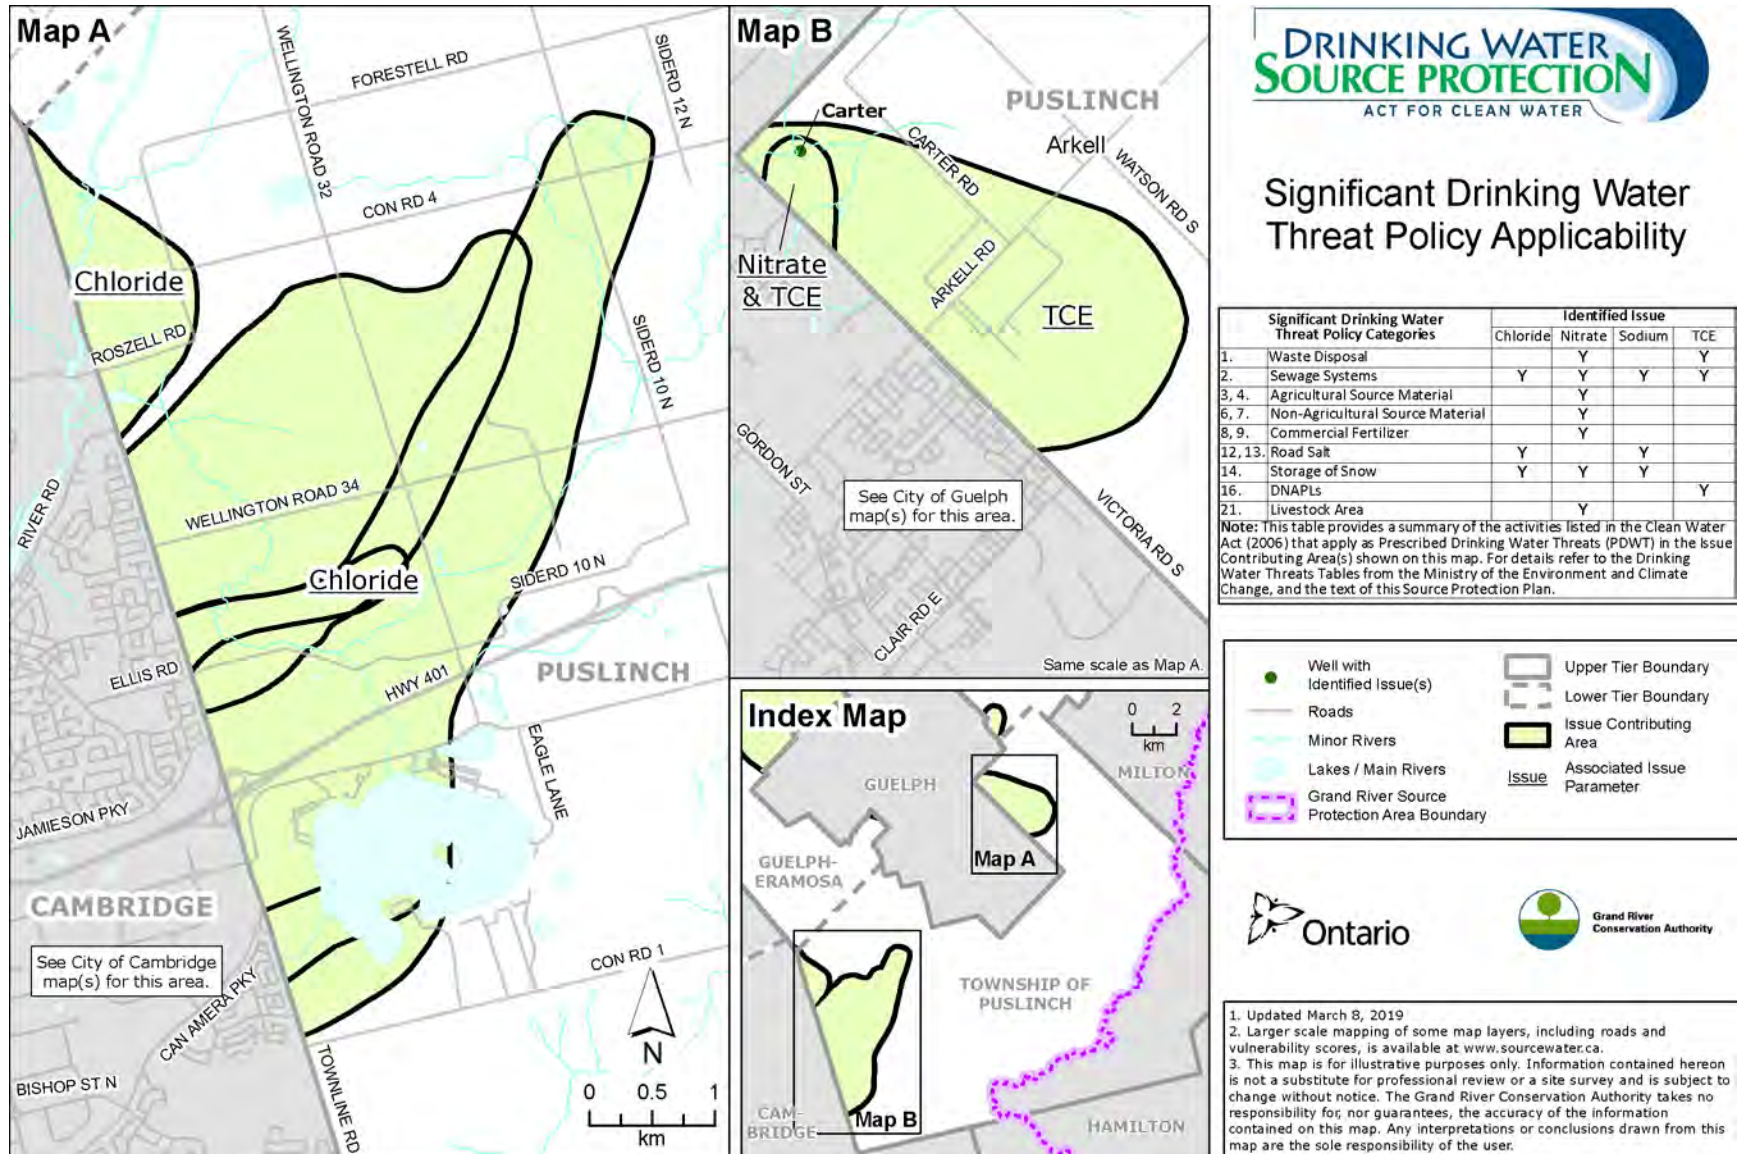 Map A
WELLINGTON ROAD 32
FORESTELL RD
SIDERD 12 N
CON RD 4
Chloride
ROSZELL RD
SIDERD 10 N
RIVER RD
WELLINGTON ROAD 34
Chloride
SIDERD 10 N
ELLIS RD
HWY 401
PUSLINCH
EAGLE LANE
JAMIESON PKY
CAMBRIDGE
See City of Cambridge
map(s) for this area.
CAN AMERA PKY
CON RD 1
BISHOP ST N
TOWNLINE RD
N
0 0.5 1
km
Map B
Carter
PUSLINCH
Arkell
CARTER RD
WATSON RD S
Nitrate
& TCE
ARKELL RD
TCE
GORDON ST
See City of Guelph
map(s) for this area.
VICTORIA RD S
CLAIR RD E
Same scale as Map A.
Index Map
0 2
km
GUELPH
MILTON
Map A
GUELPH-
ERAMOSA
TOWNSHIP OF
PUSLINCH
CAM-
BRIDGE
Map B
HAMILTON
DRINKING WATER
SOURCE PROTECTION
ACT FOR CLEAN WATER
Significant Drinking Water
Threat Policy Applicability
Significant Drinking Water
Threat Policy Categories
Identified Issue
Chloride Nitrate Sodium TCE
1. Waste Disposal Y Y
2. Sewage Systems Y Y Y Y
3, 4. Agricultural Source Material Y
6, 7. Non-Agricultural Source Material Y
8, 9. Commercial Fertilizer Y
12, 13. Road Salt Y Y
14. Storage of Snow Y Y Y
16. DNAPLs Y
21. Livestock Area Y
Note: This table provides a summary of the activities listed in the Clean Water
Act (2006) that apply as Prescribed Drinking Water Threats (PDWT) in the Issue
Contributing Area(s) shown on this map. For details refer to the Drinking
Water Threats Tables from the Ministry of the Environment and Climate
Change, and the text of this Source Protection Plan.
Well with
Identified Issue(s)
Roads
Minor Rivers
Lakes / Main Rivers
Grand River Source
Protection Area Boundary
Upper Tier Boundary
Lower Tier Boundary
Issue Contributing
Area
Issue Associated Issue
Parameter
Ontario
Grand River
Conservation Authority
1. Updated March 8, 2019
2. Larger scale mapping of some map layers, including roads and
vulnerability scores, is available at www.sourcewater.ca.
3. This map is for illustrative purposes only. Information contained hereon
is not a substitute for professional review or a site survey and is subject to
change without notice. The Grand River Conservation Authority takes no
responsibility for, nor guarantees, the accuracy of the information
contained on this map. Any interpretations or conclusions drawn from this
map are the sole responsibility of the user.